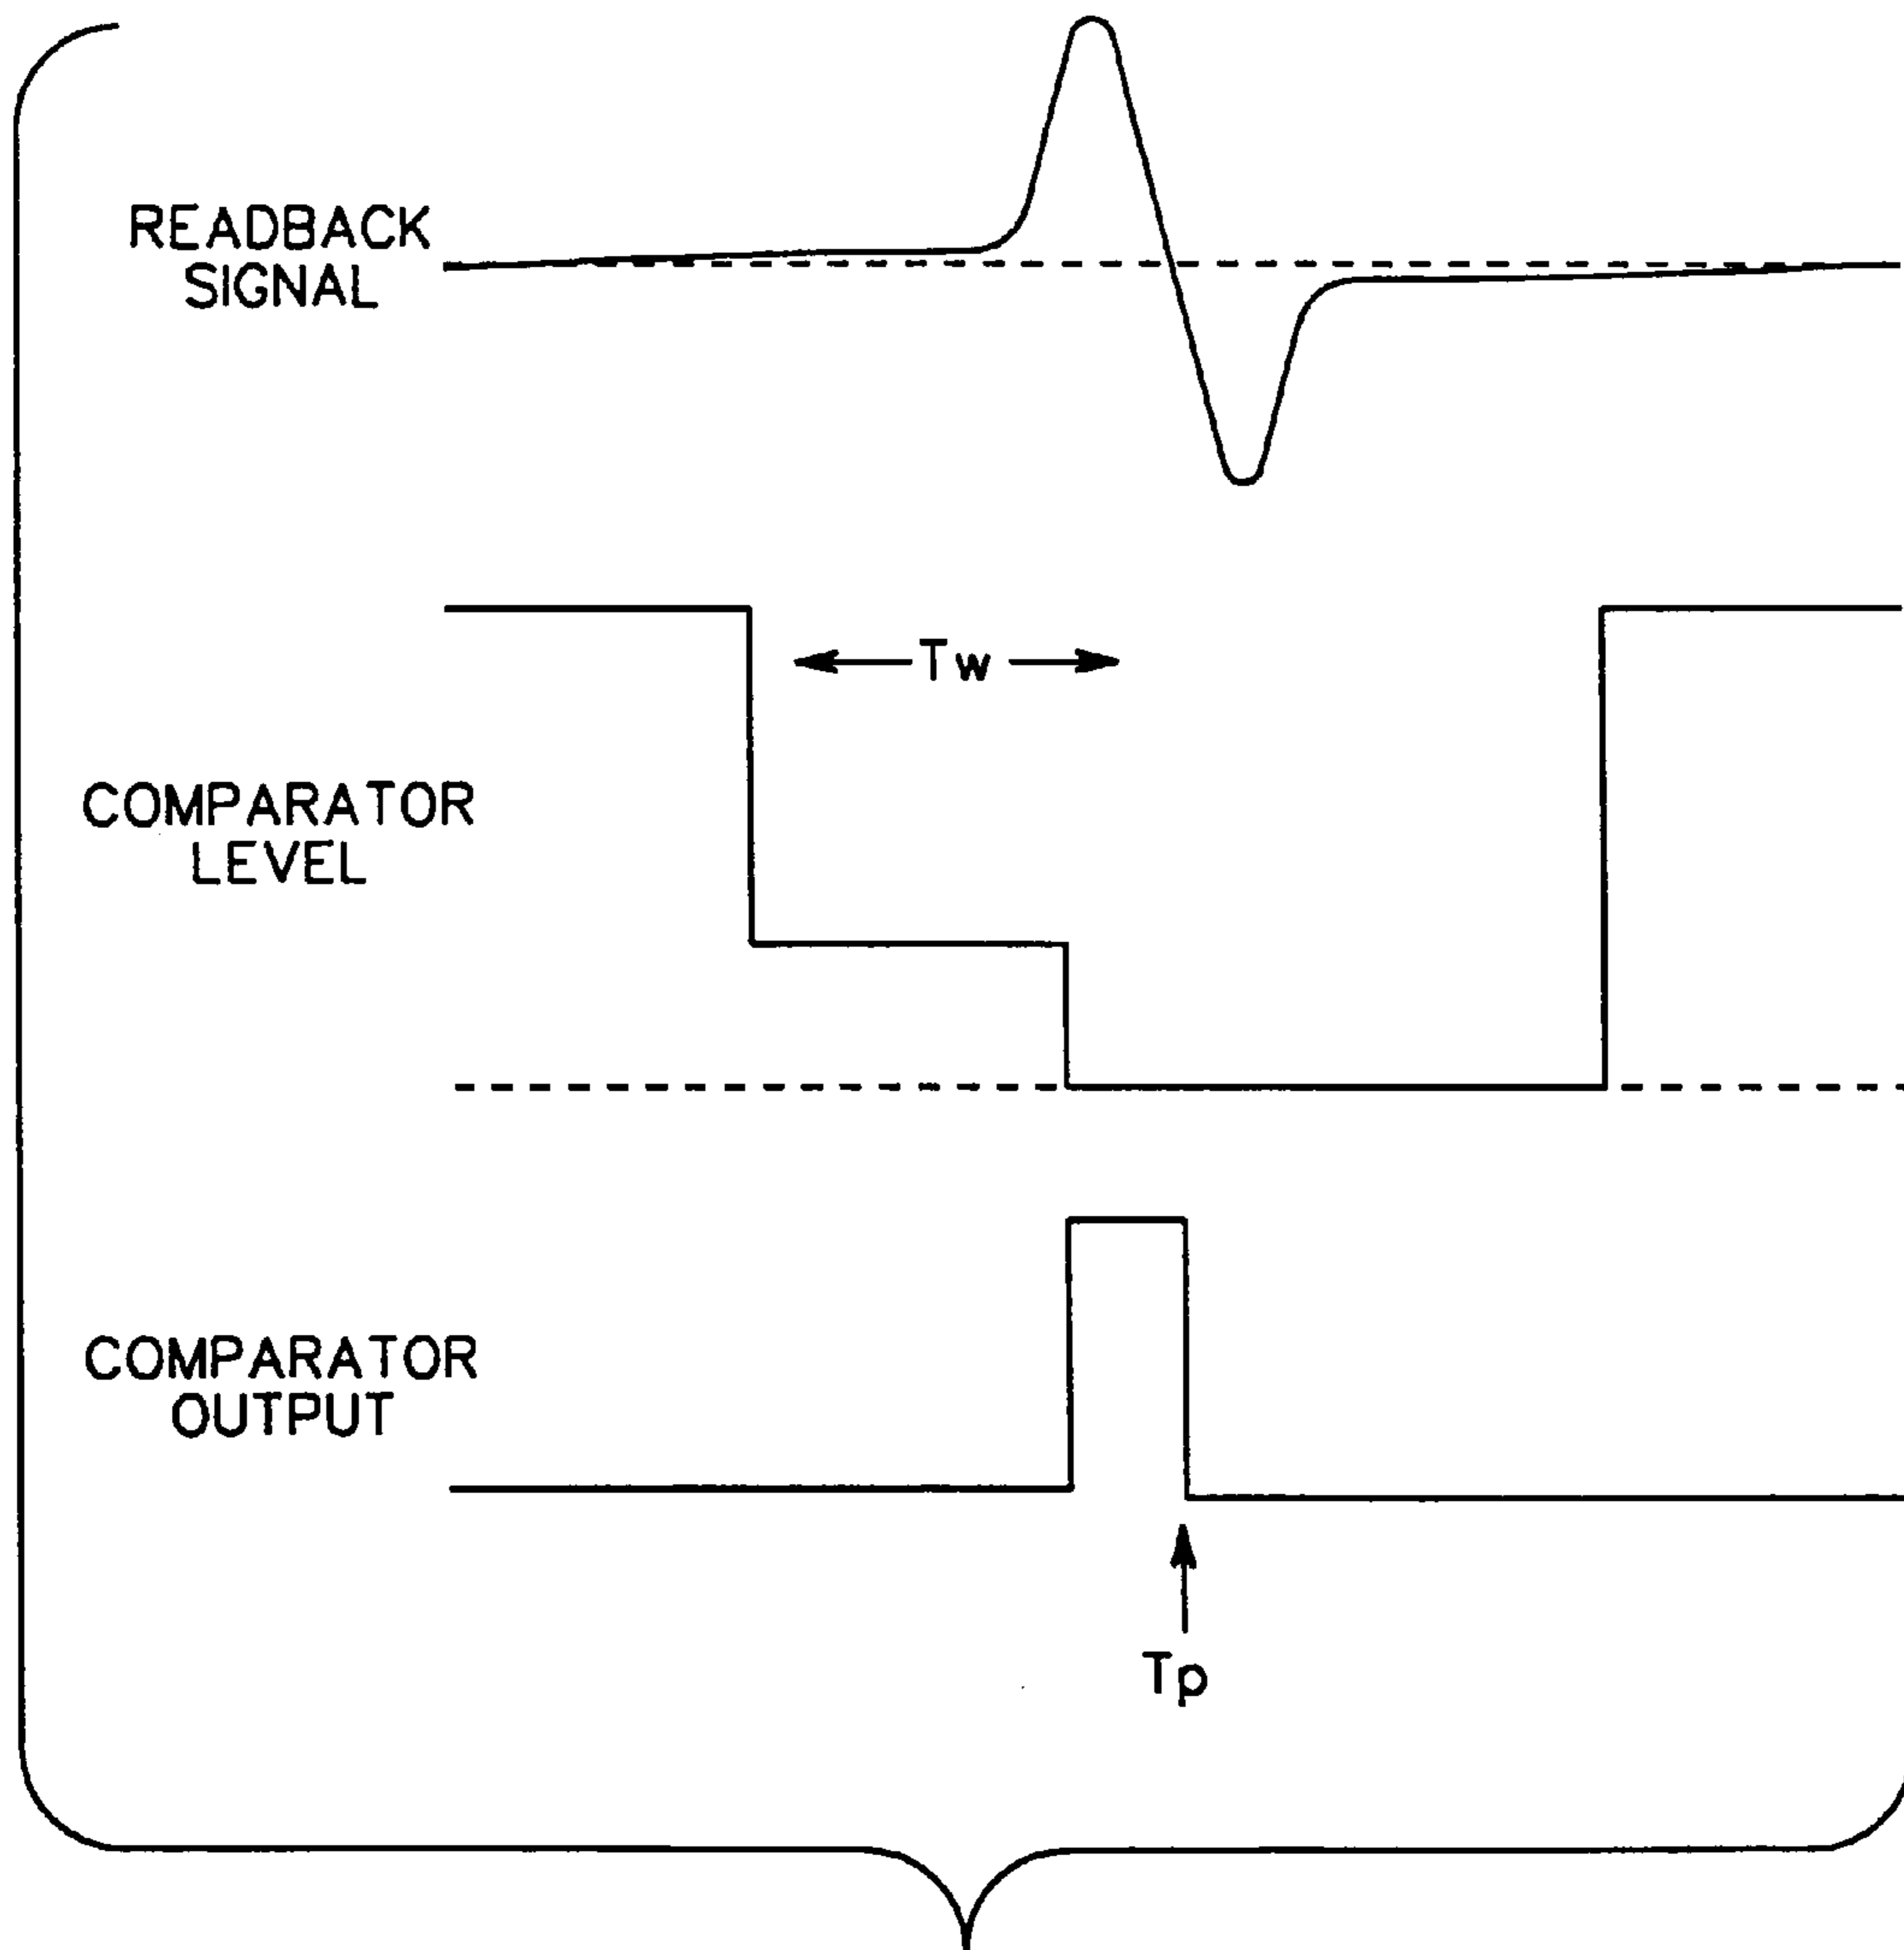 READBACK
SIGNAL
Tw
COMPARATOR
LEVEL
COMPARATOR
OUTPUT
Tp